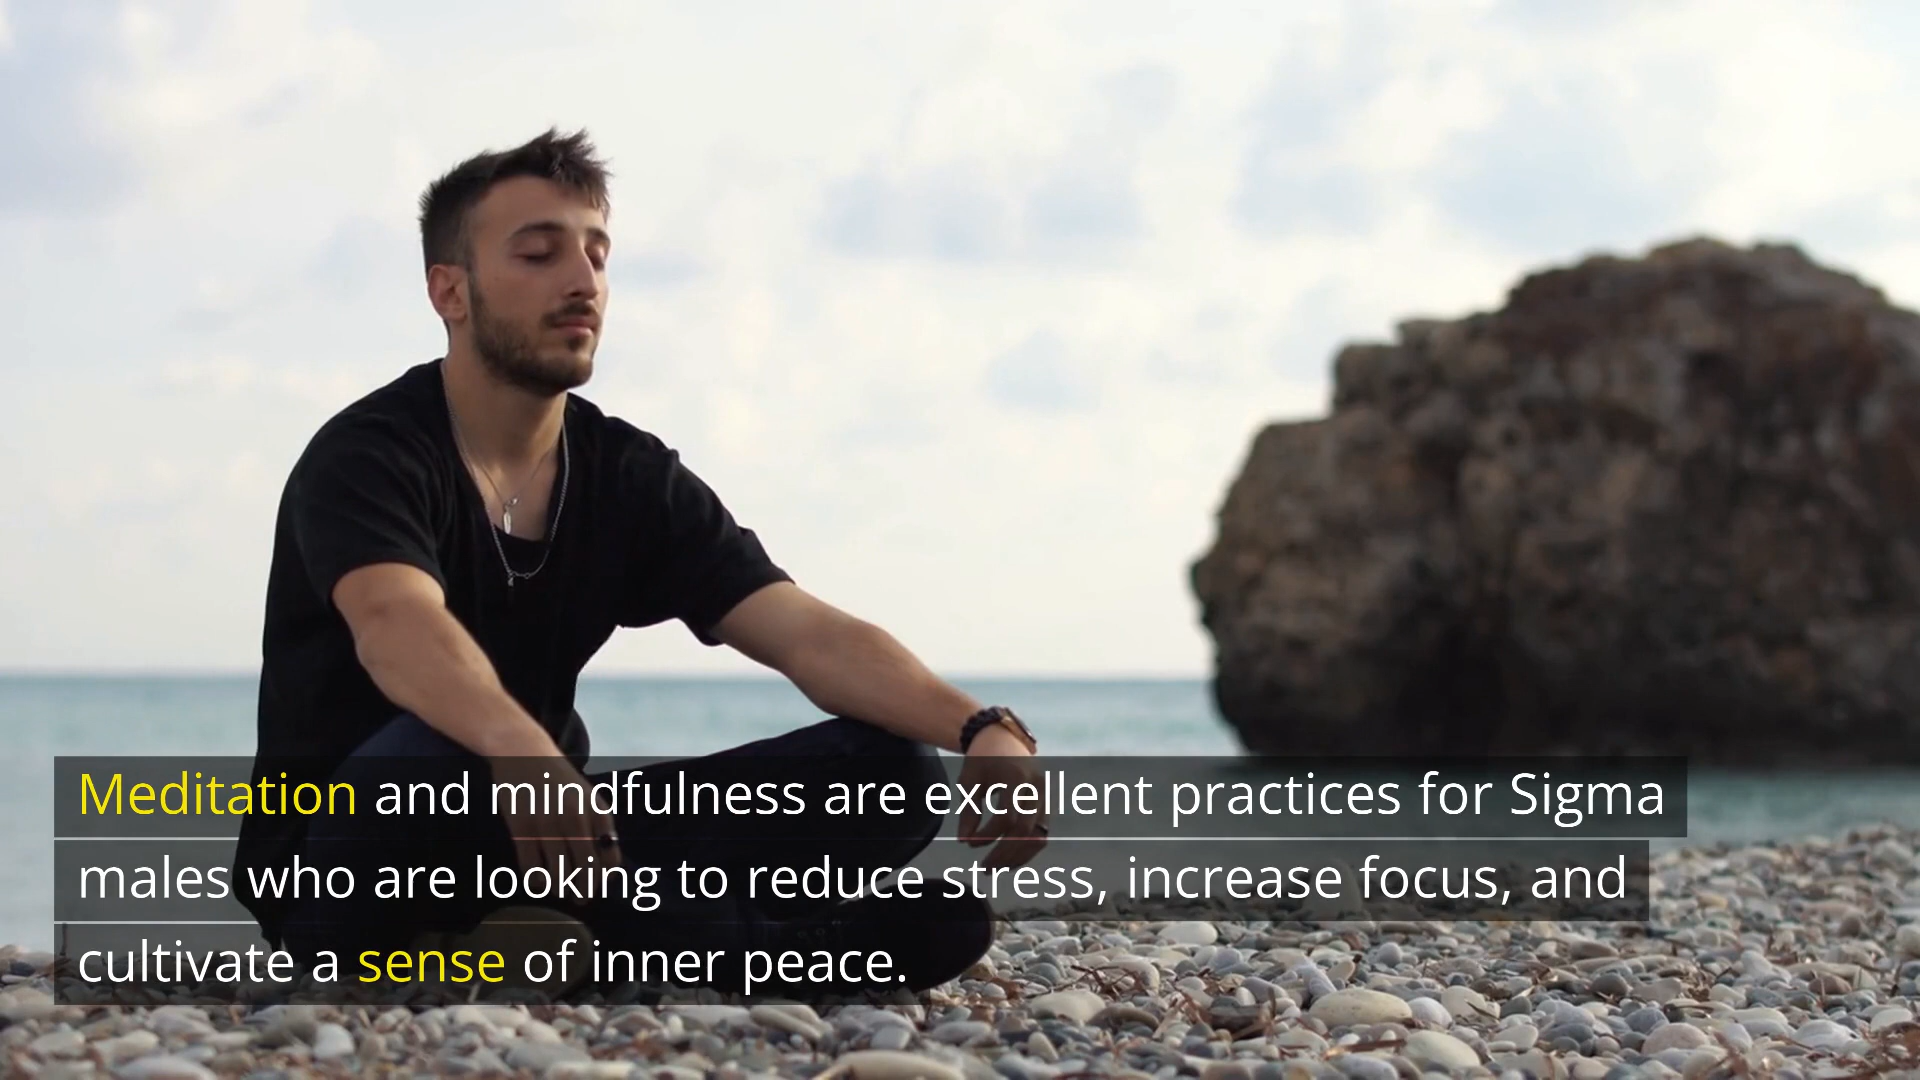 Meditation and mindfulness are excellent practices for Sigma
males who are looking to reduce stress, increase focus, and
cultivate a sense of inner peace.